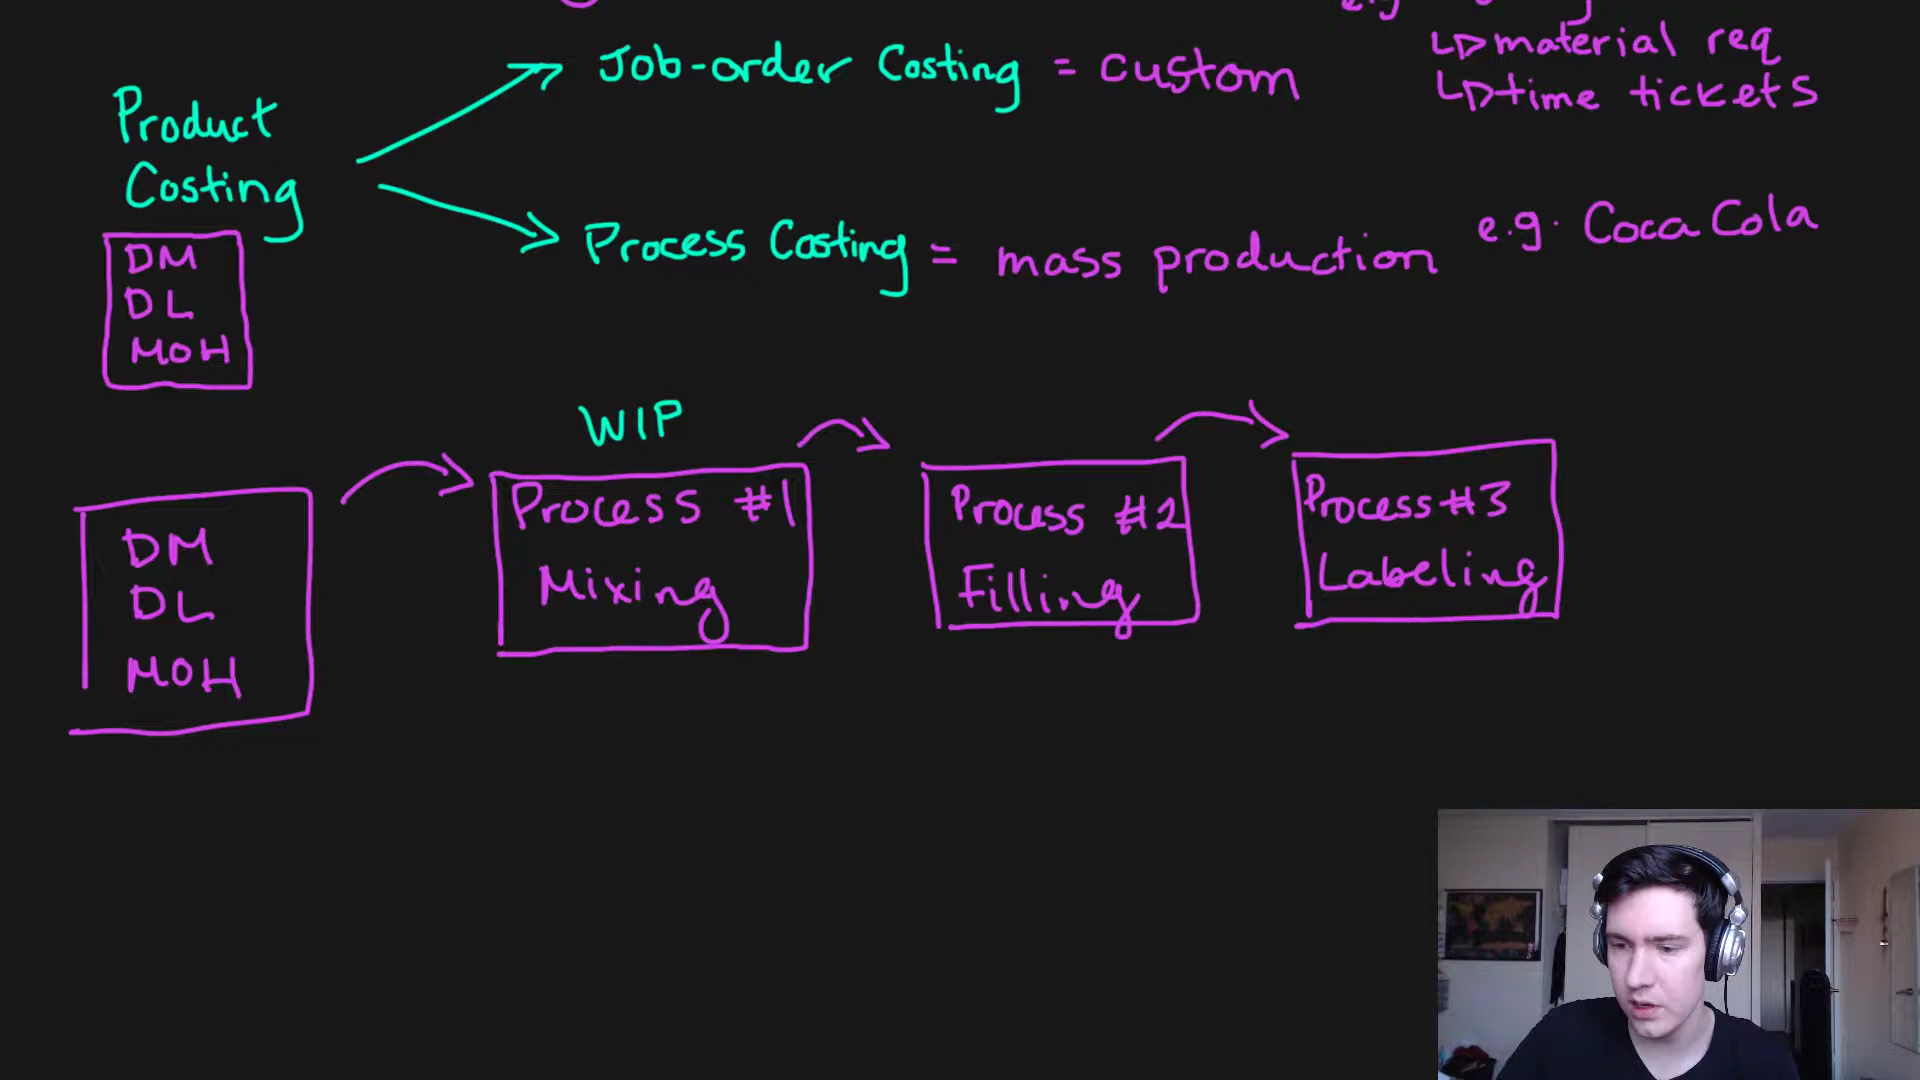 e.g
↳ material req
Job-order Costing = custom
↳ time tickets
Product
Costing
DM
DL
MOH
Process Costing = mass production e.g. Coca Cola
WIP
DM
DL
MOH
Process #1
Mixing
Process #2
Filling
Process #3
Labeling